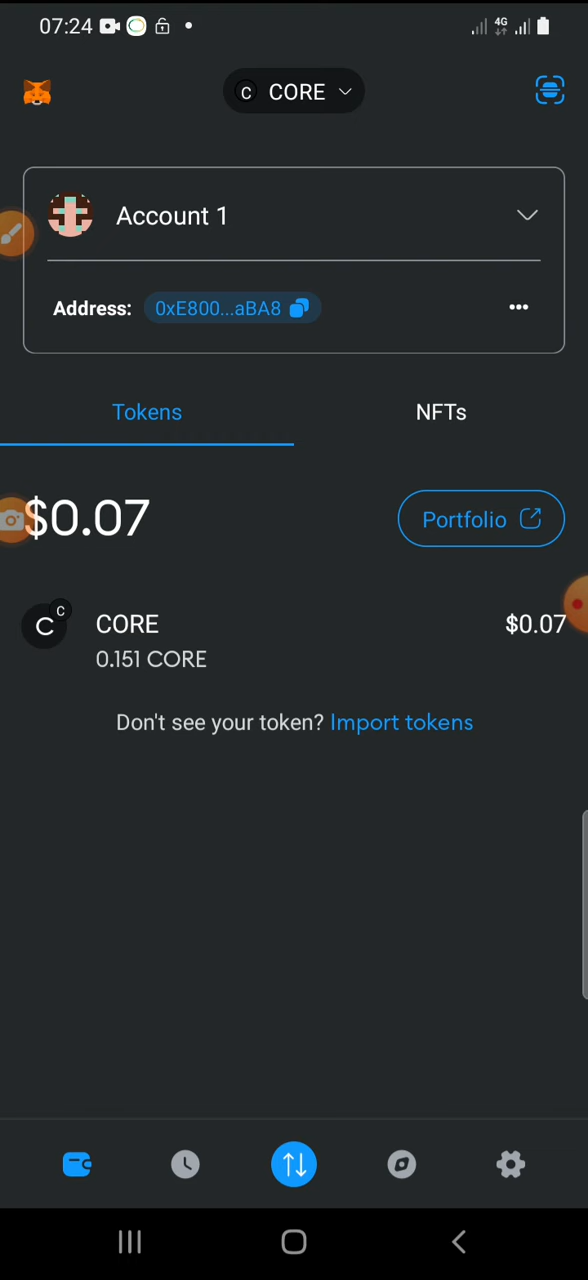 07:24
4G
C CORE
Account 1
Address: 0xE800...aBA8
Tokens NFTs
$0.07 Portfolio
C C CORE $0.07
0.151 CORE
Don't see your token? Import tokens